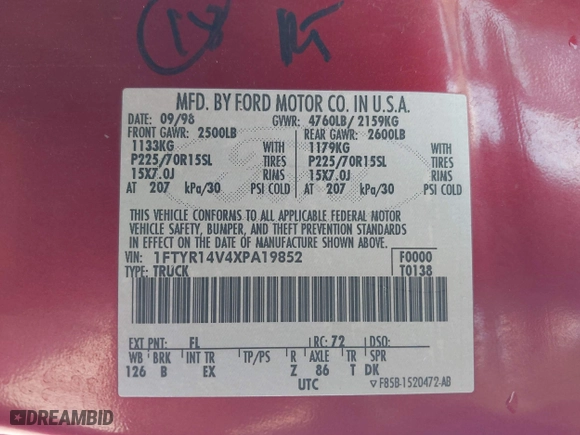 MFD. BY FORD MOTOR CO. IN U.S.A.
DATE: 09/98 GVWR: 4760LB/ 2159KG
FRONT GAWR: 2500LB REAR GAWR: 2600LB
1133KG WITH 1179KG WITH
P225/70R15SL TIRES P225/70R15SL TIRES
15X7.0J RIMS 15X7.0J RIMS
AT 207 kPa/30 PSI COLD AT 207 kPa/30 PSI COLD
THIS VEHICLE CONFORMS TO ALL APPLICABLE FEDERAL MOTOR
VEHICLE SAFETY, BUMPER, AND THEFT PREVENTION STANDARDS
IN EFFECT ON THE DATE OF MANUFACTURE SHOWN ABOVE.
VIN: 1FTYR14V4XPA19852 F0000
TYPE: TRUCK T0138
EXT PNT: FL RC: 72 DSO:
WB BRK INT TR TP/PS R AXLE TR SPR
126 B EX Z 86 T DK
UTC F85B-1520472-AB
DREAMBID